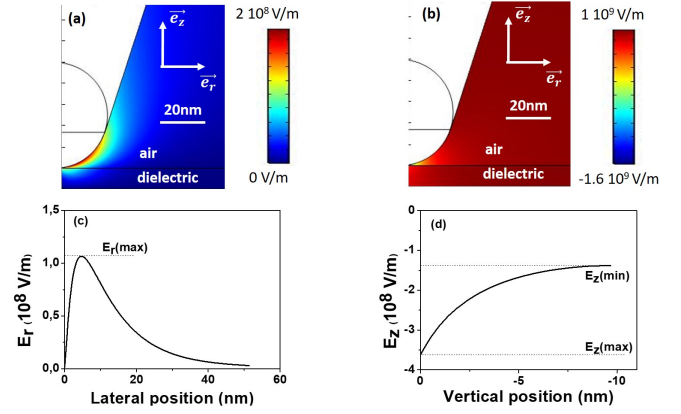 (a)
2 10⁸ V/m
e_z
e_r
20nm
air
dielectric
0 V/m
(b)
1 10⁹ V/m
e_z
e_r
20nm
air
dielectric
-1.6 10⁹ V/m
(c)
1,5
1,0
0,5
0,0
E_r(max)
E_r (10⁸ V/m)
0 20 40 60
Lateral position (nm)
(d)
0
-1
-2
-3
-4
E_z(min)
E_z(max)
E_z (10⁸ V/m)
0 -5 -10
Vertical position (nm)